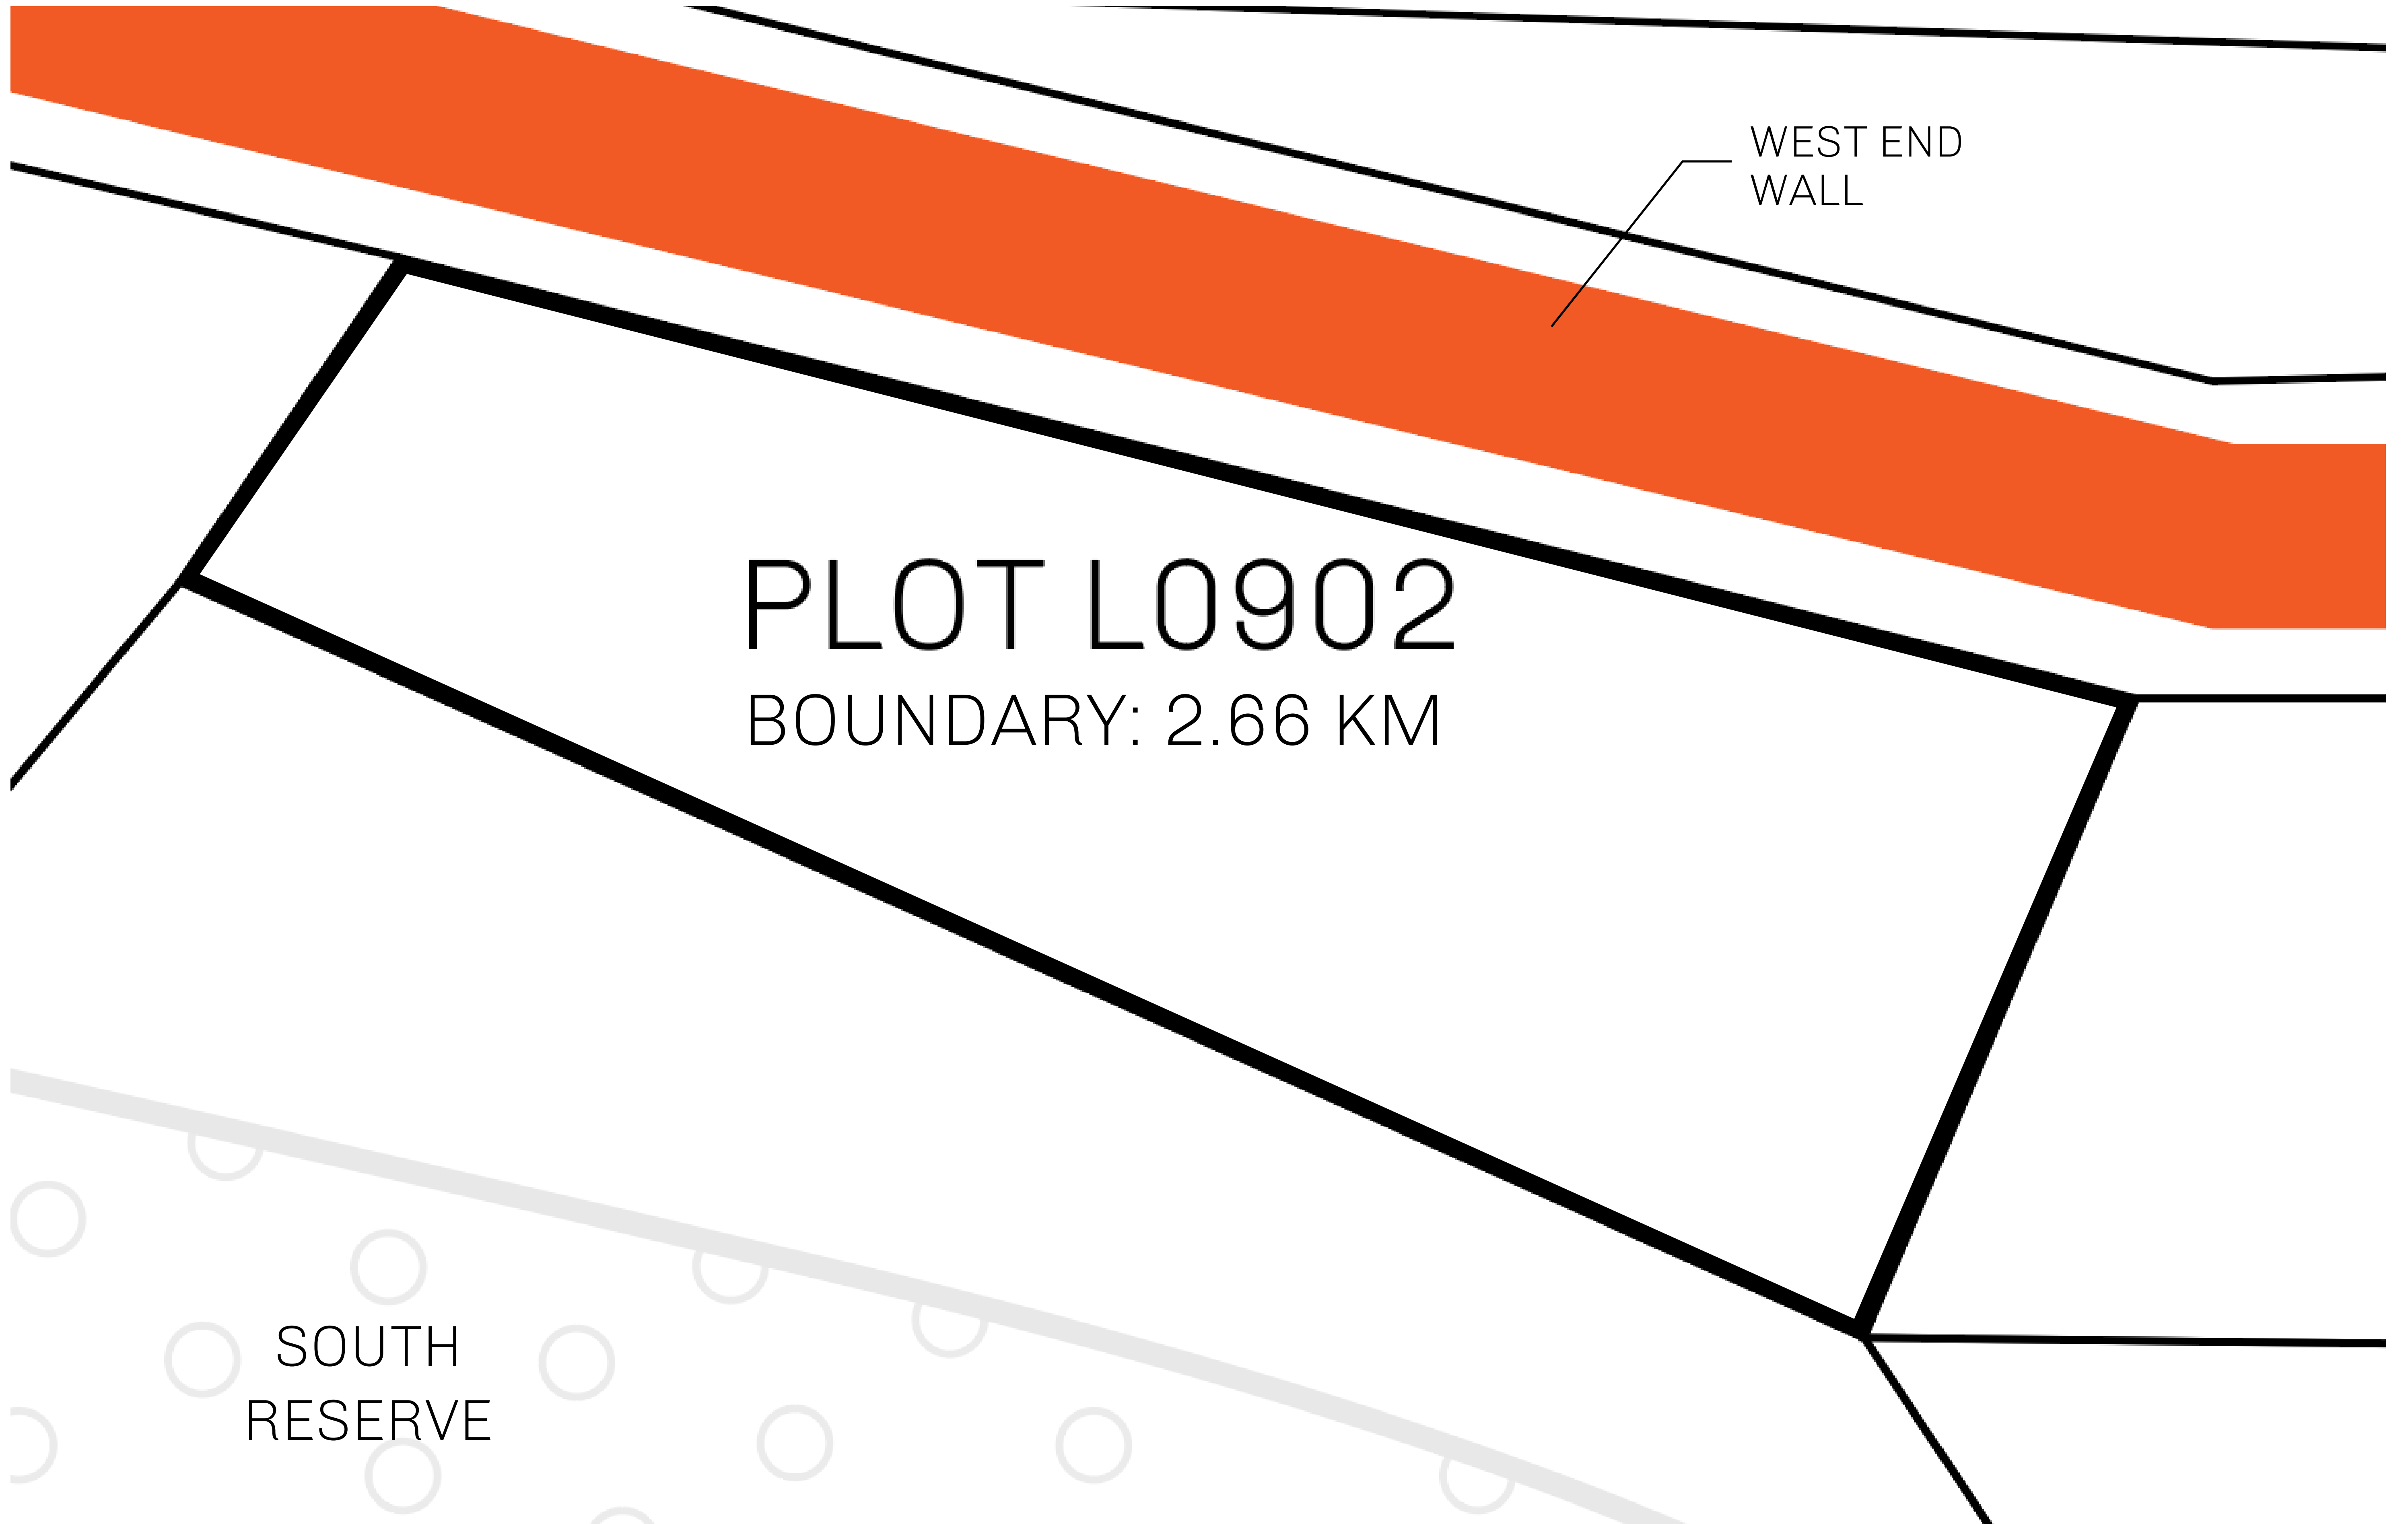 WEST END
WALL
PLOT L0902
BOUNDARY: 2.66 KM
SOUTH
RESERVE